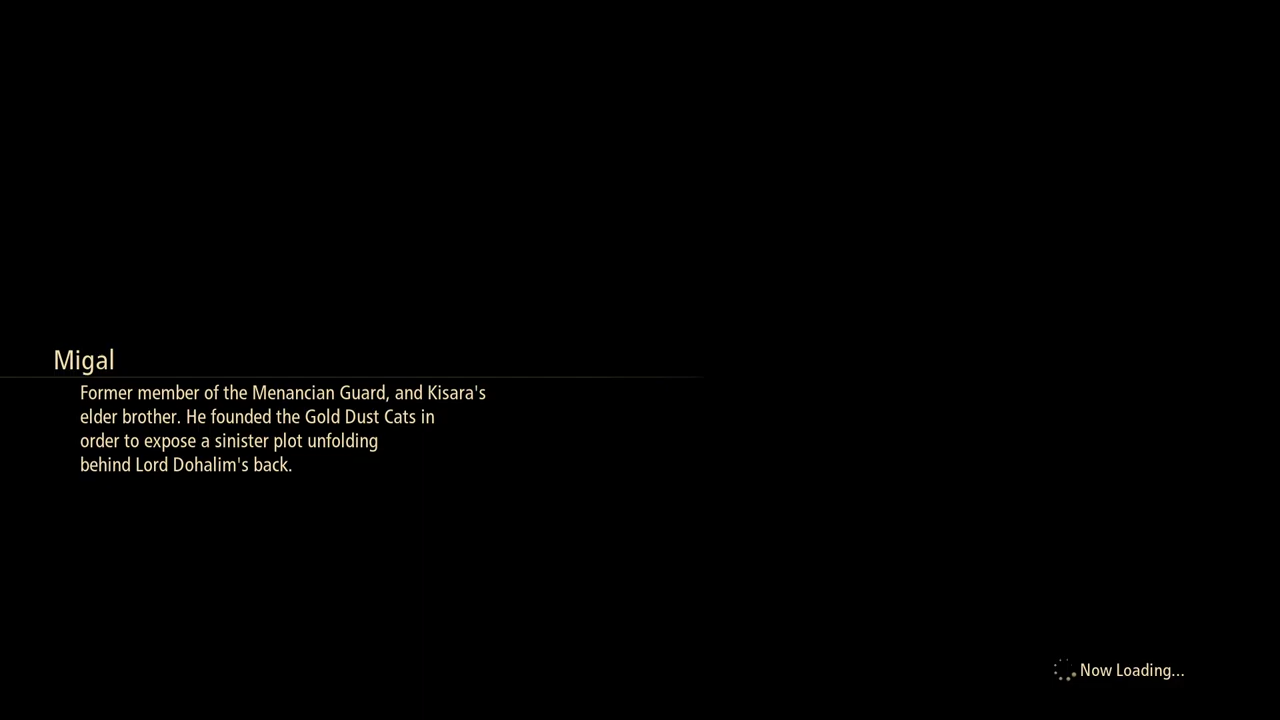 Migal
Former member of the Menancian Guard, and Kisara's
elder brother. He founded the Gold Dust Cats in
order to expose a sinister plot unfolding
behind Lord Dohalim's back.
Now Loading...